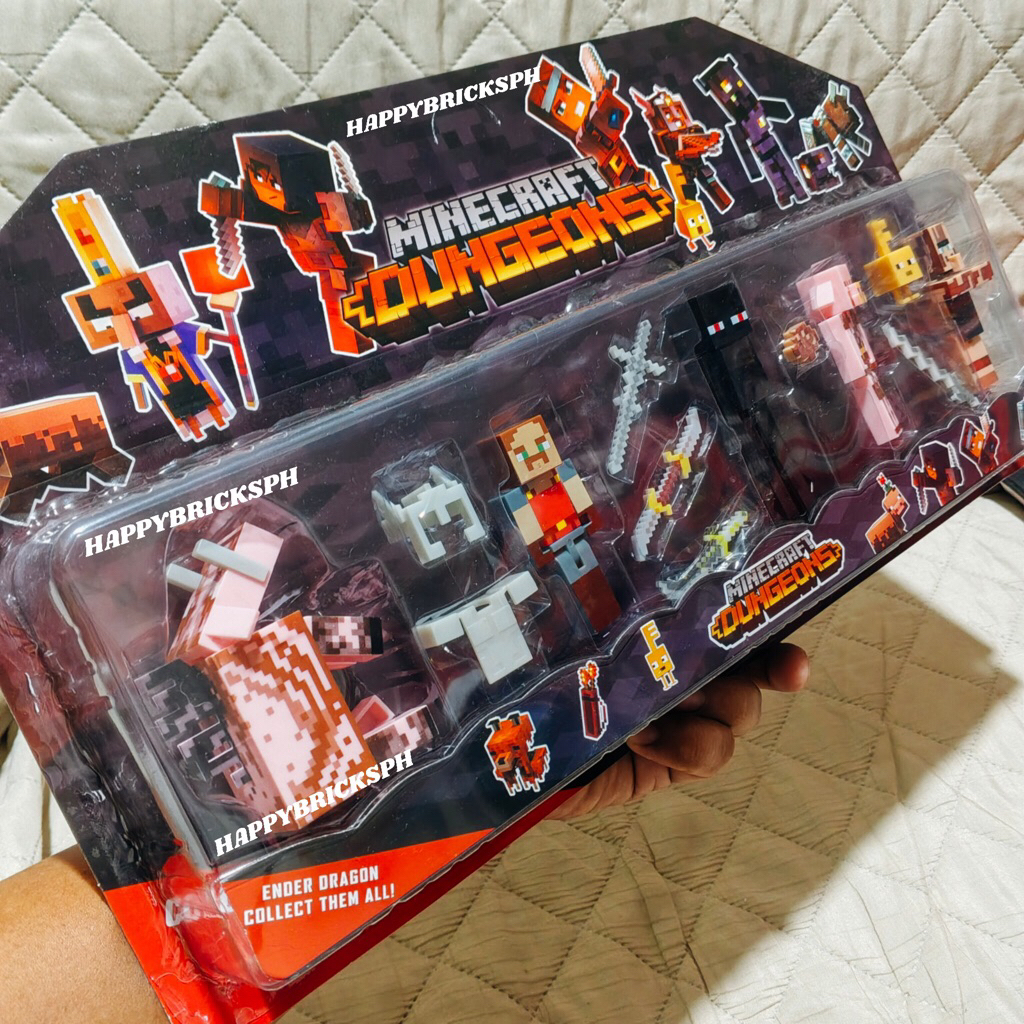 HAPPYBRICKSPH
MINECRAFT
DUNGEONS
HAPPYBRICKSPH
MINECRAFT
DUNGEONS
HAPPYBRICKSPH
ENDER DRAGON
COLLECT THEM ALL!